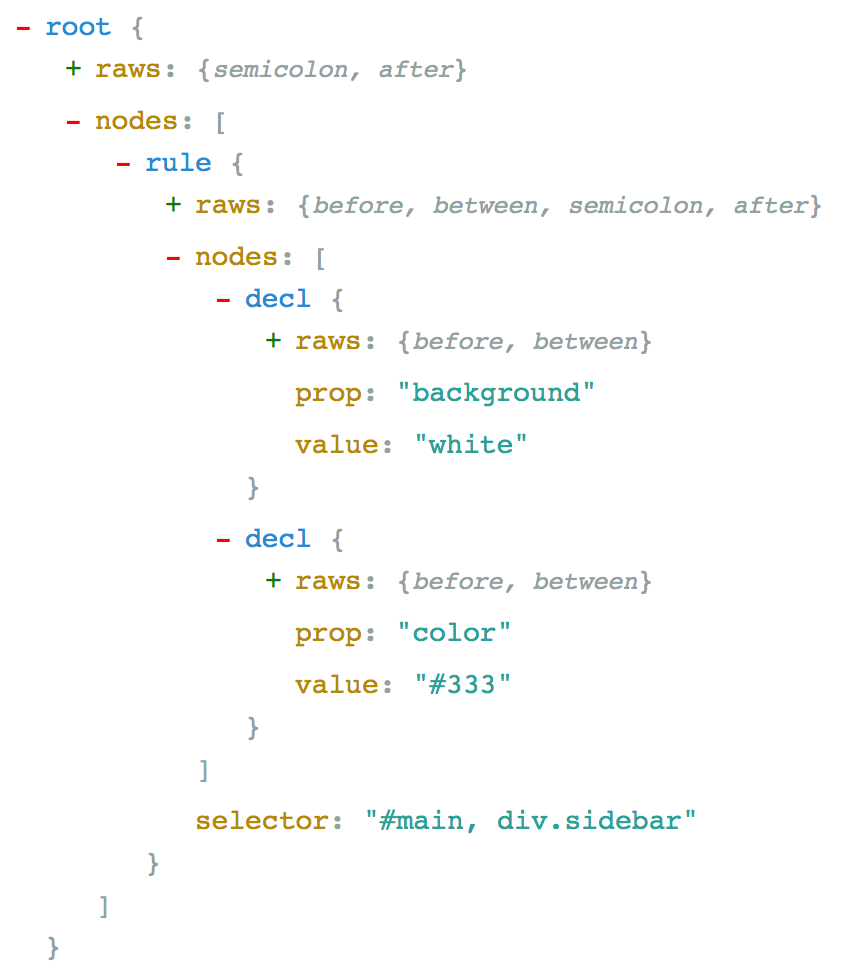 - root {
+ raws: {semicolon, after}
- nodes: [
- rule {
+ raws: {before, between, semicolon, after}
- nodes: [
- decl {
+ raws: {before, between}
prop: "background"
value: "white"
}
- decl {
+ raws: {before, between}
prop: "color"
value: "#333"
}
]
selector: "#main, div.sidebar"
}
]
}